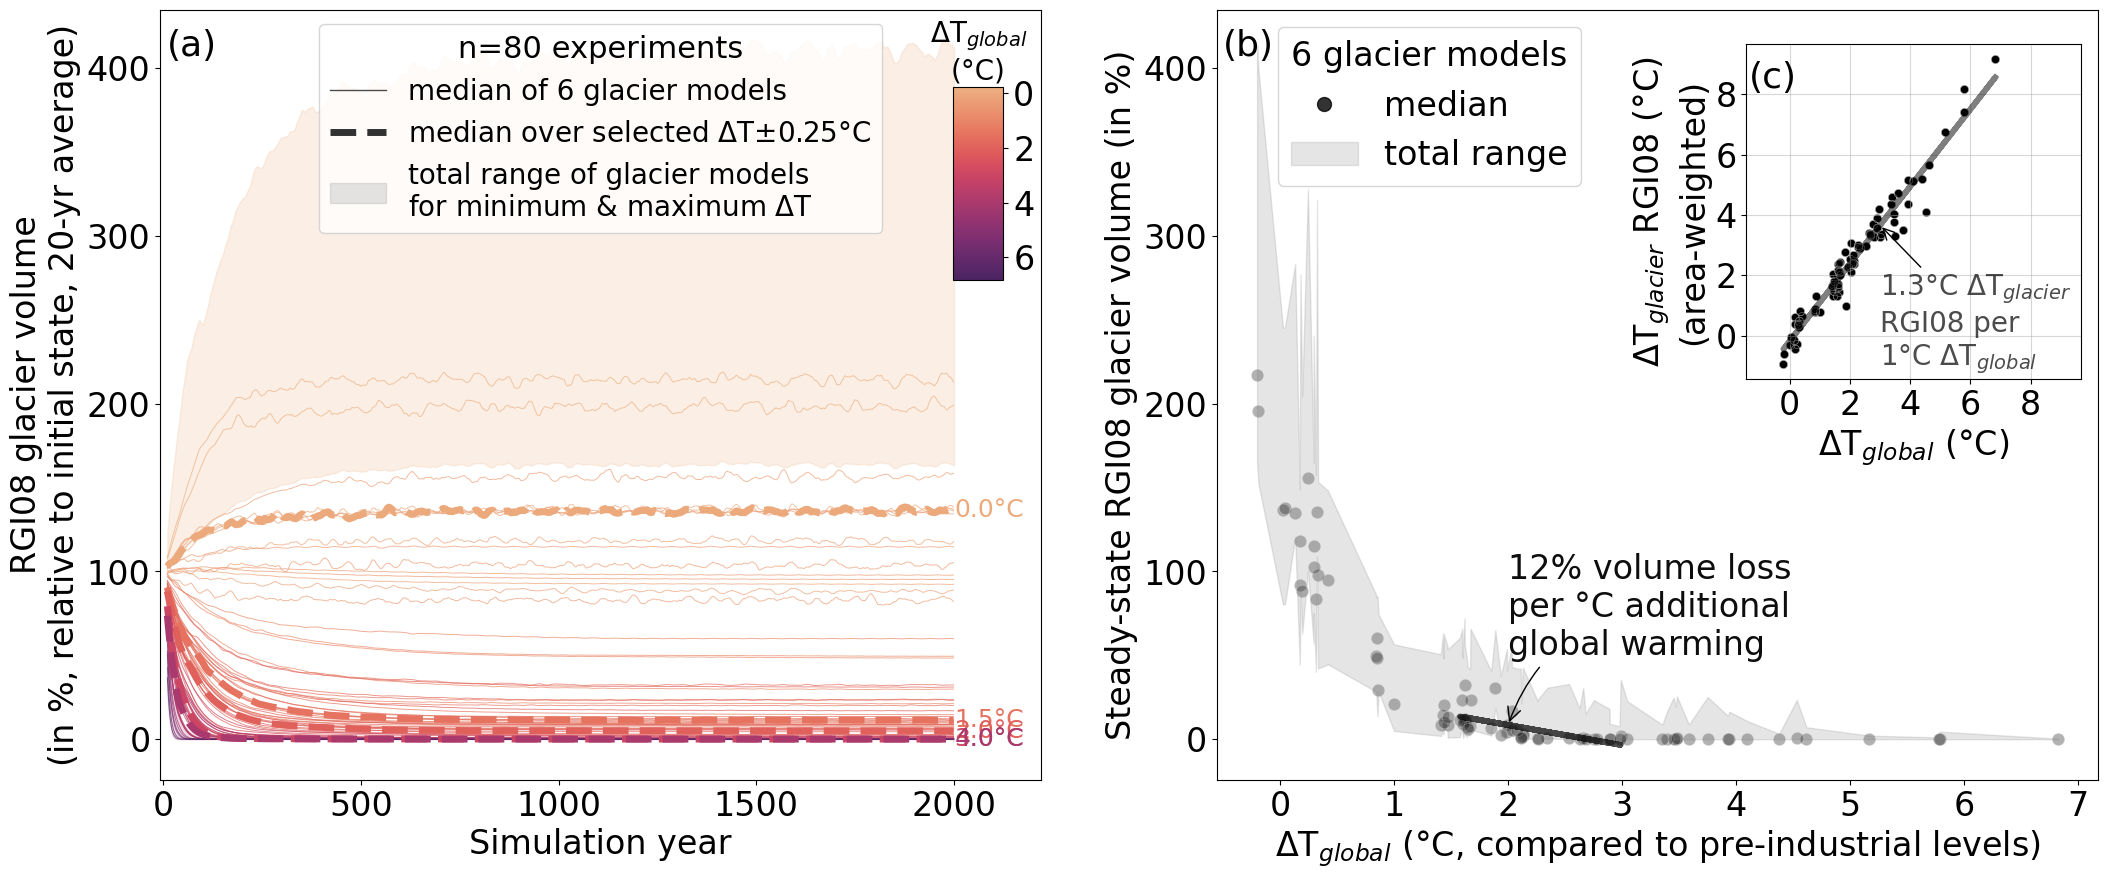 (a)
n=80 experiments
median of 6 glacier models
median over selected ΔT±0.25°C
total range of glacier models
for minimum & maximum ΔT
ΔTglobal
(°C)
0
2
4
6
RGI08 glacier volume
(in %, relative to initial state, 20-yr average)
400
300
200
100
0
0.0°C
1.5°C
4.0°C
0
500
1000
1500
2000
Simulation year
(b)
6 glacier models
median
total range
Steady-state RGI08 glacier volume (in %)
400
300
200
100
0
12% volume loss
per °C additional
global warming
0
1
2
3
4
5
6
7
ΔTglobal (°C, compared to pre-industrial levels)
(c)
ΔTglacier RGI08 (°C)
(area-weighted)
8
6
4
2
0
1.3°C ΔTglacier
RGI08 per
1°C ΔTglobal
0
2
4
6
8
ΔTglobal (°C)